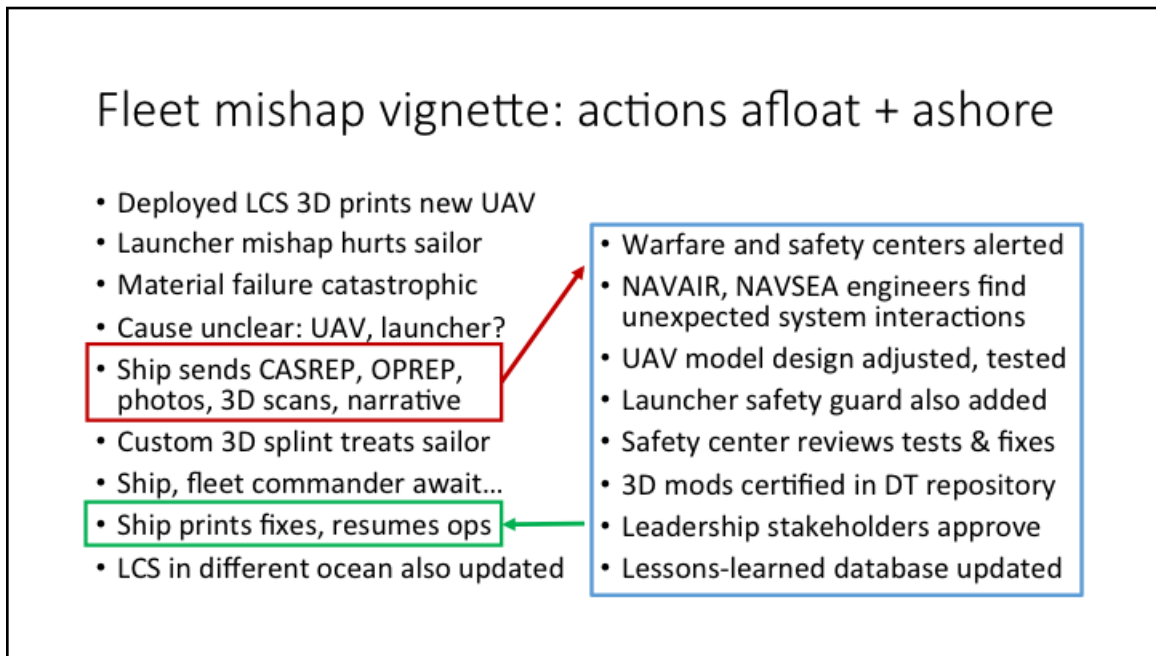 Fleet mishap vignette: actions afloat + ashore
• Deployed LCS 3D prints new UAV
• Launcher mishap hurts sailor
• Material failure catastrophic
• Cause unclear: UAV, launcher?
• Ship sends CASREP, OPREP,
photos, 3D scans, narrative
• Custom 3D splint treats sailor
• Ship, fleet commander await...
• Ship prints fixes, resumes ops
• LCS in different ocean also updated
• Warfare and safety centers alerted
• NAVAIR, NAVSEA engineers find
unexpected system interactions
• UAV model design adjusted, tested
• Launcher safety guard also added
• Safety center reviews tests & fixes
• 3D mods certified in DT repository
• Leadership stakeholders approve
• Lessons-learned database updated